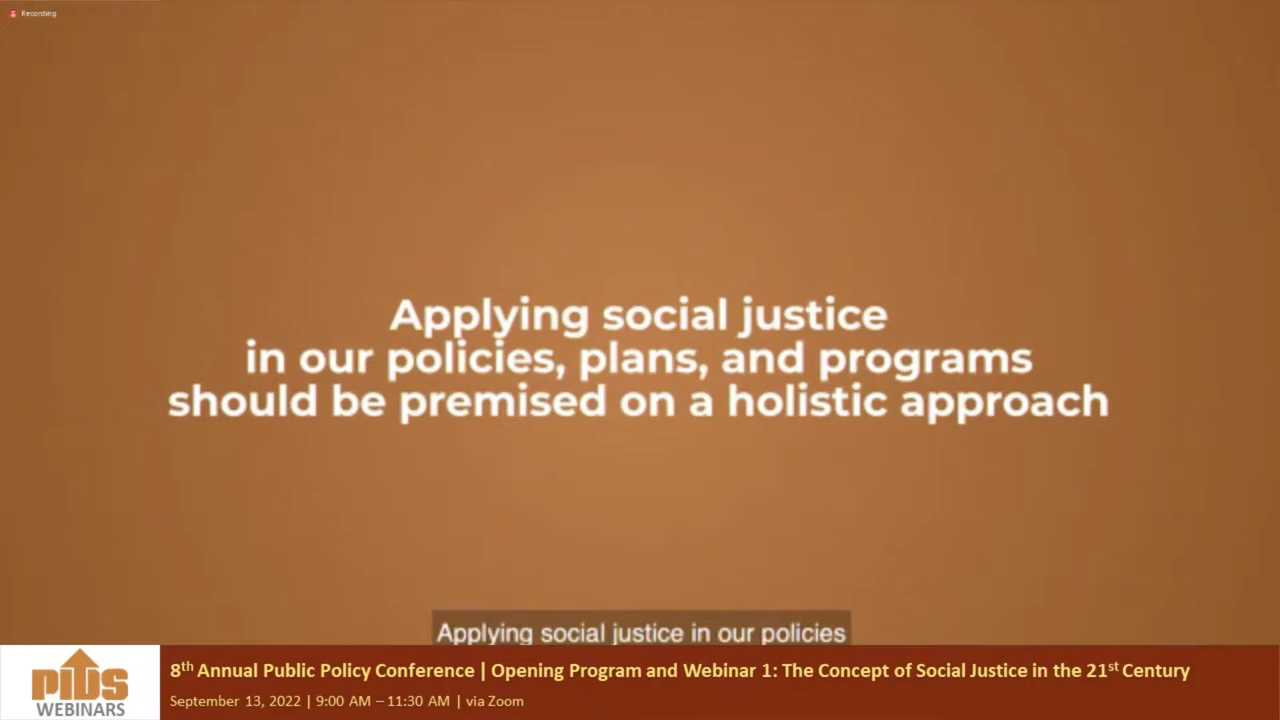 Recording
Applying social justice
in our policies, plans, and programs
should be premised on a holistic approach
Applying social justice in our policies
pids
WEBINARS
8th Annual Public Policy Conference | Opening Program and Webinar 1: The Concept of Social Justice in the 21st Century
September 13, 2022 | 9:00 AM – 11:30 AM | via Zoom